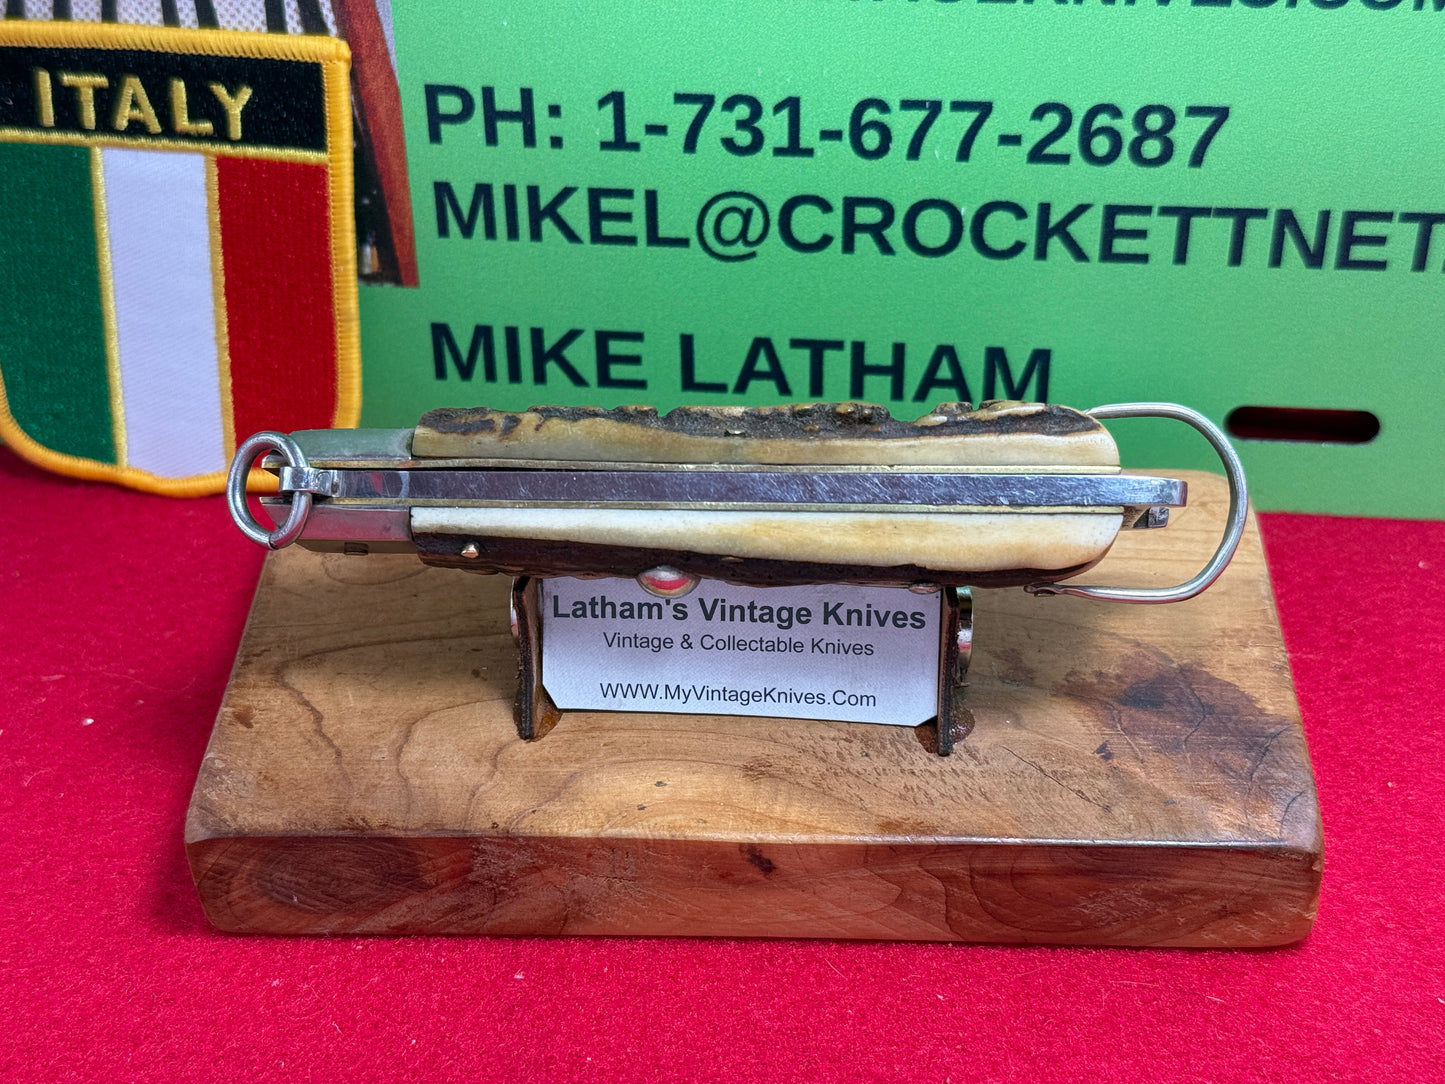 ITALY
PH: 1-731-677-2687
MIKEL@CROCKETTNET
MIKE LATHAM
Latham's Vintage Knives
Vintage & Collectable Knives
WWW.MyVintageKnives.Com